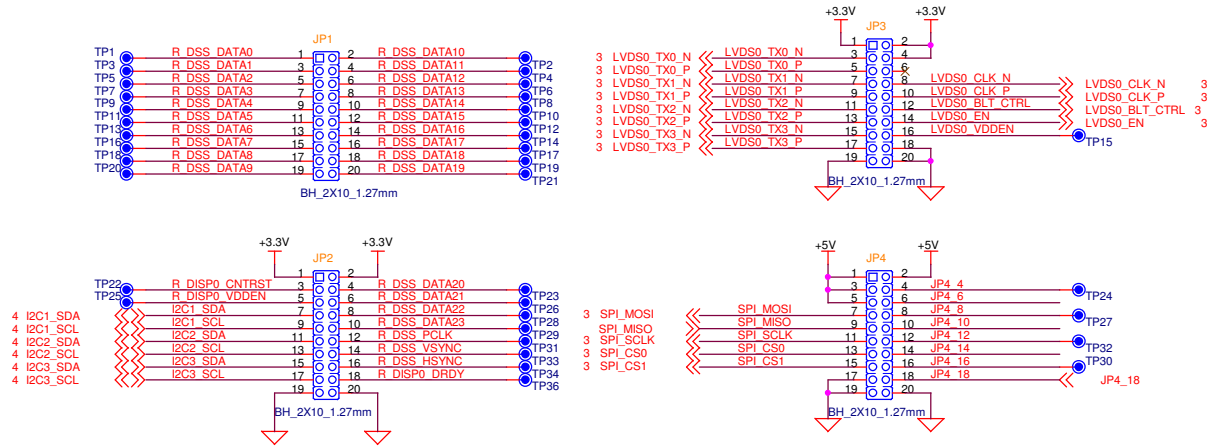 JP1
TP1 R_DSS_DATA0 1 2 R_DSS_DATA10
TP3 R_DSS_DATA1 3 4 R_DSS_DATA11 TP2
TP5 R_DSS_DATA2 5 6 R_DSS_DATA12 TP4
TP7 R_DSS_DATA3 7 8 R_DSS_DATA13 TP6
TP9 R_DSS_DATA4 9 10 R_DSS_DATA14 TP8
TP11 R_DSS_DATA5 11 12 R_DSS_DATA15 TP10
TP13 R_DSS_DATA6 13 14 R_DSS_DATA16 TP12
TP16 R_DSS_DATA7 15 16 R_DSS_DATA17 TP14
TP18 R_DSS_DATA8 17 18 R_DSS_DATA18 TP17
TP20 R_DSS_DATA9 19 20 R_DSS_DATA19 TP19
TP21
BH_2X10_1.27mm
+3.3V +3.3V
JP3
1 2
3 LVDS0_TX0_N LVDS0_TX0_N 3 4
3 LVDS0_TX0_P LVDS0_TX0_P 5 6
3 LVDS0_TX1_N LVDS0_TX1_N 7 8 LVDS0_CLK_N LVDS0_CLK_N 3
3 LVDS0_TX1_P LVDS0_TX1_P 9 10 LVDS0_CLK_P LVDS0_CLK_P 3
3 LVDS0_TX2_N LVDS0_TX2_N 11 12 LVDS0_BLT_CTRL LVDS0_BLT_CTRL 3
3 LVDS0_TX2_P LVDS0_TX2_P 13 14 LVDS0_EN LVDS0_EN 3
3 LVDS0_TX3_N LVDS0_TX3_N 15 16 LVDS0_VDDEN TP15
3 LVDS0_TX3_P LVDS0_TX3_P 17 18
19 20
BH_2X10_1.27mm
+3.3V +3.3V
JP2
1 2
TP22 R_DISP0_CNTRST 3 4 R_DSS_DATA20
TP25 R_DISP0_VDDEN 5 6 R_DSS_DATA21 TP23
4 I2C1_SDA I2C1_SDA 7 8 R_DSS_DATA22 TP26
4 I2C1_SCL I2C1_SCL 9 10 R_DSS_DATA23 TP28
4 I2C2_SDA I2C2_SDA 11 12 R_DSS_PCLK TP29
4 I2C2_SCL I2C2_SCL 13 14 R_DSS_VSYNC TP31
4 I2C3_SDA I2C3_SDA 15 16 R_DSS_HSYNC TP33
4 I2C3_SCL I2C3_SCL 17 18 R_DISP0_DRDY TP34
19 20 TP36
BH_2X10_1.27mm
+5V +5V
JP4
1 2
3 4 JP4_4
5 6 JP4_6 TP24
3 SPI_MOSI SPI_MOSI 7 8 JP4_8
SPI_MISO SPI_MISO 9 10 JP4_10 TP27
3 SPI_SCLK SPI_SCLK 11 12 JP4_12
3 SPI_CS0 SPI_CS0 13 14 JP4_14 TP32
3 SPI_CS1 SPI_CS1 15 16 JP4_16 TP30
17 18 JP4_18 JP4_18
19 20
BH_2X10_1.27mm